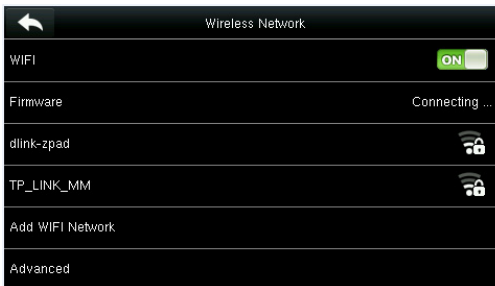 Wireless Network
WIFI ON
Firmware Connecting ...
dlink-zpad
TP_LINK_MM
Add WIFI Network
Advanced